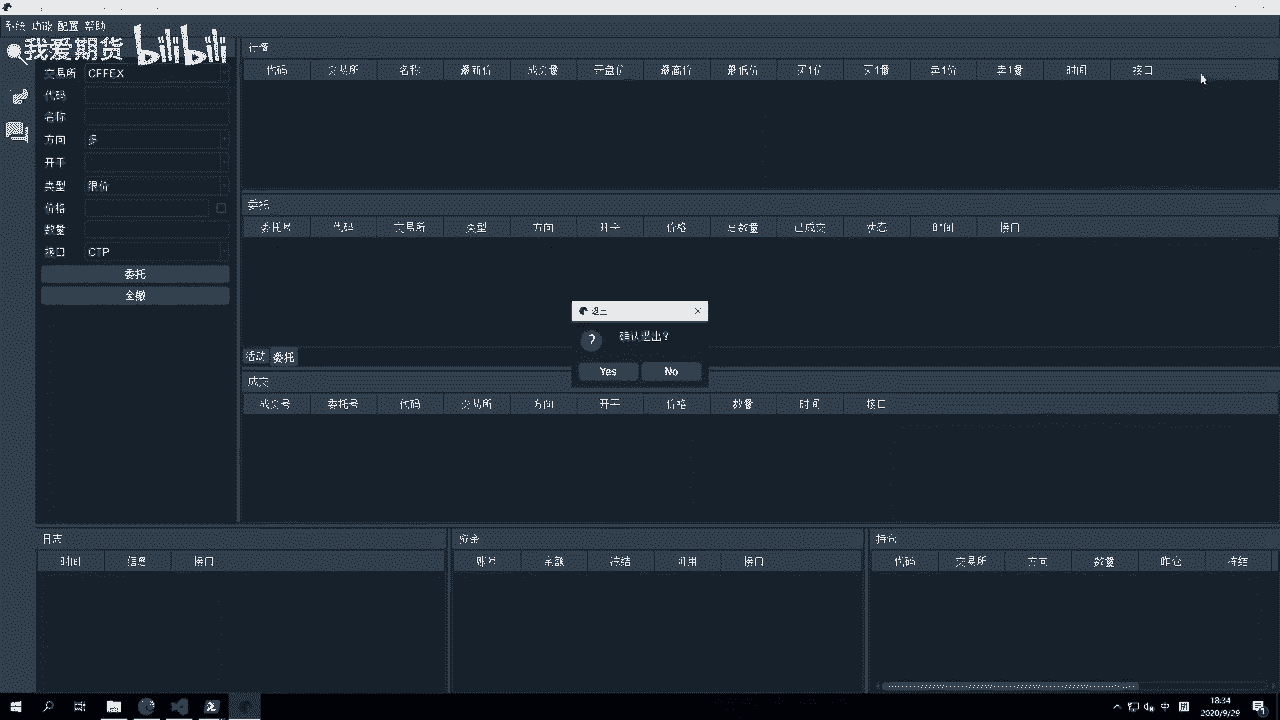 系统 功能 配置 帮助
我爱期货 bilibili
交易所 CFFEX
代码
名称
方向 多
开平
类型 限价
价格
数量
接口 CTP
委托
全撤
行情
代码 交易所 名称 最新价 成交量 开盘价 最高价 最低价 买1价 买1量 卖1价 卖1量 时间 接口
委托
委托号 代码 交易所 类型 方向 开平 价格 总数量 已成交 状态 时间 接口
退出
确认退出?
Yes No
活动 委托
成交
成交号 委托号 代码 交易所 方向 开平 价格 数量 时间 接口
日志
时间 信息 接口
资金
账号 余额 冻结 可用 接口
持仓
代码 交易所 方向 数量 昨仓 冻结
中
18:34
2020/9/29